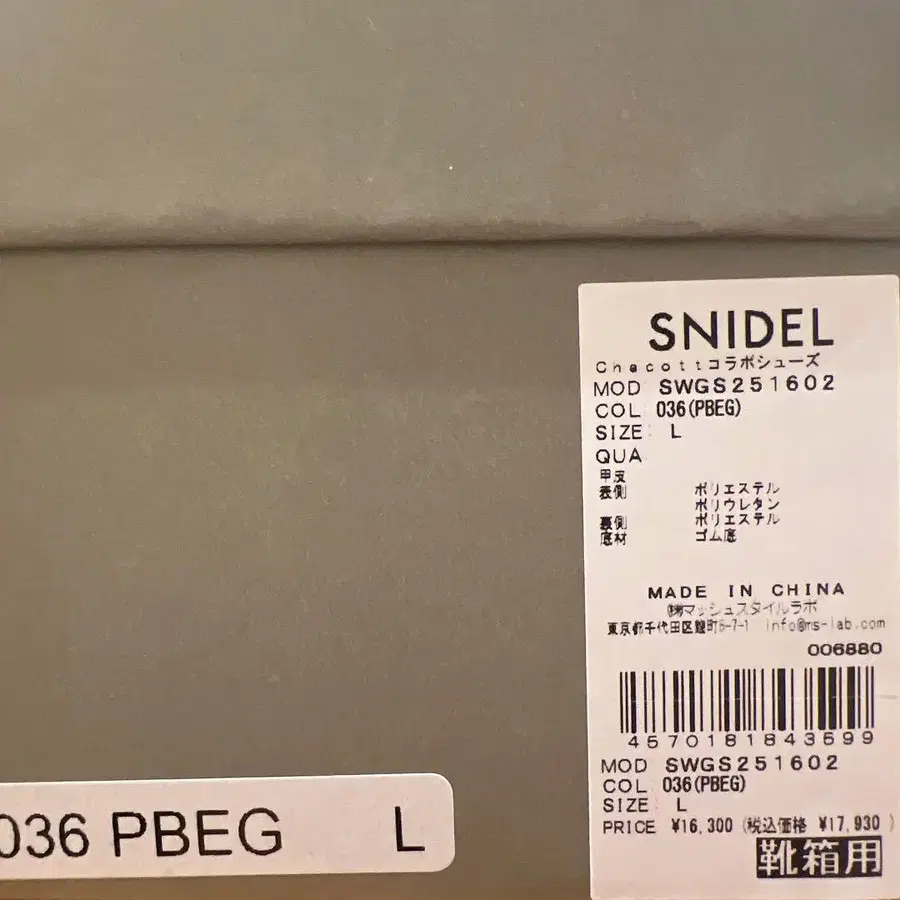 SNIDEL
Chacottコラボシューズ
MOD SWGS251602
COL 036(PBEG)
SIZE: L
QUA
甲皮
表側 ポリエステル
ポリウレタン
裏側 ポリエステル
底材 ゴム底
MADE IN CHINA
㈱マッシュスタイルラボ
東京都千代田区麹町5-7-1 info@ms-lab.com
006880
4570181843599
MOD SWGS251602
COL 036(PBEG)
SIZE: L
PRICE ¥16,300 (税込価格 ¥17,930)
靴箱用
036 PBEG L